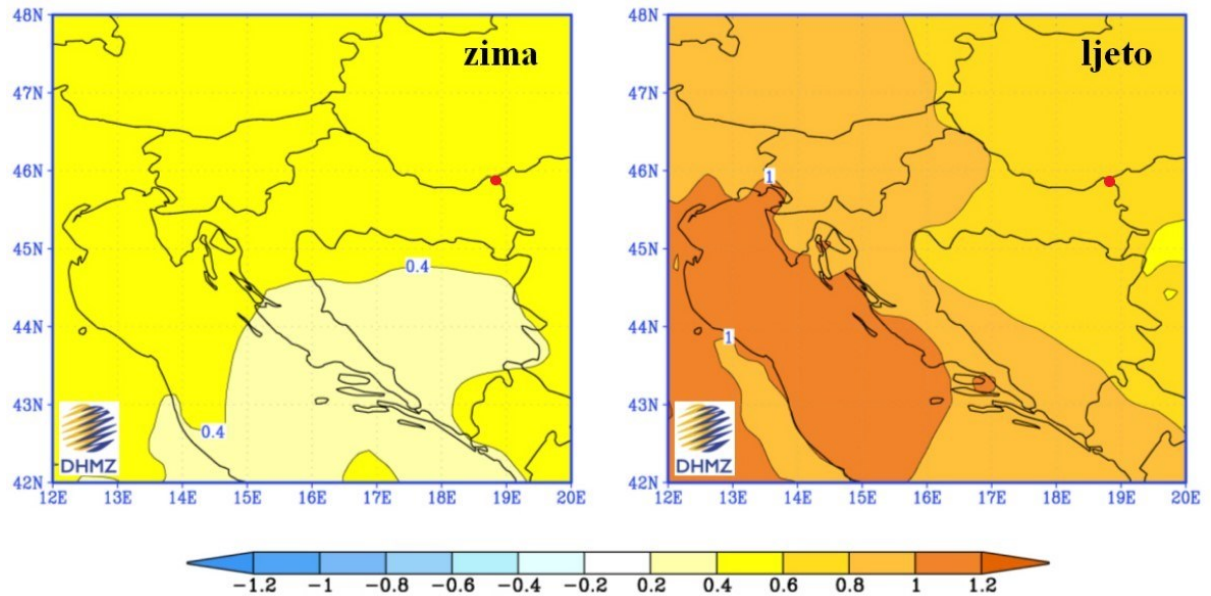 48N
zima
47N
46N
45N
0.4
44N
43N
0.4
DHMZ
42N
12E 13E 14E 15E 16E 17E 18E 19E 20E
48N
ljeto
47N
46N
1
45N
44N
1
43N
DHMZ
42N
12E 13E 14E 15E 16E 17E 18E 19E 20E
-1.2 -1 -0.8 -0.6 -0.4 -0.2 0.2 0.4 0.6 0.8 1 1.2